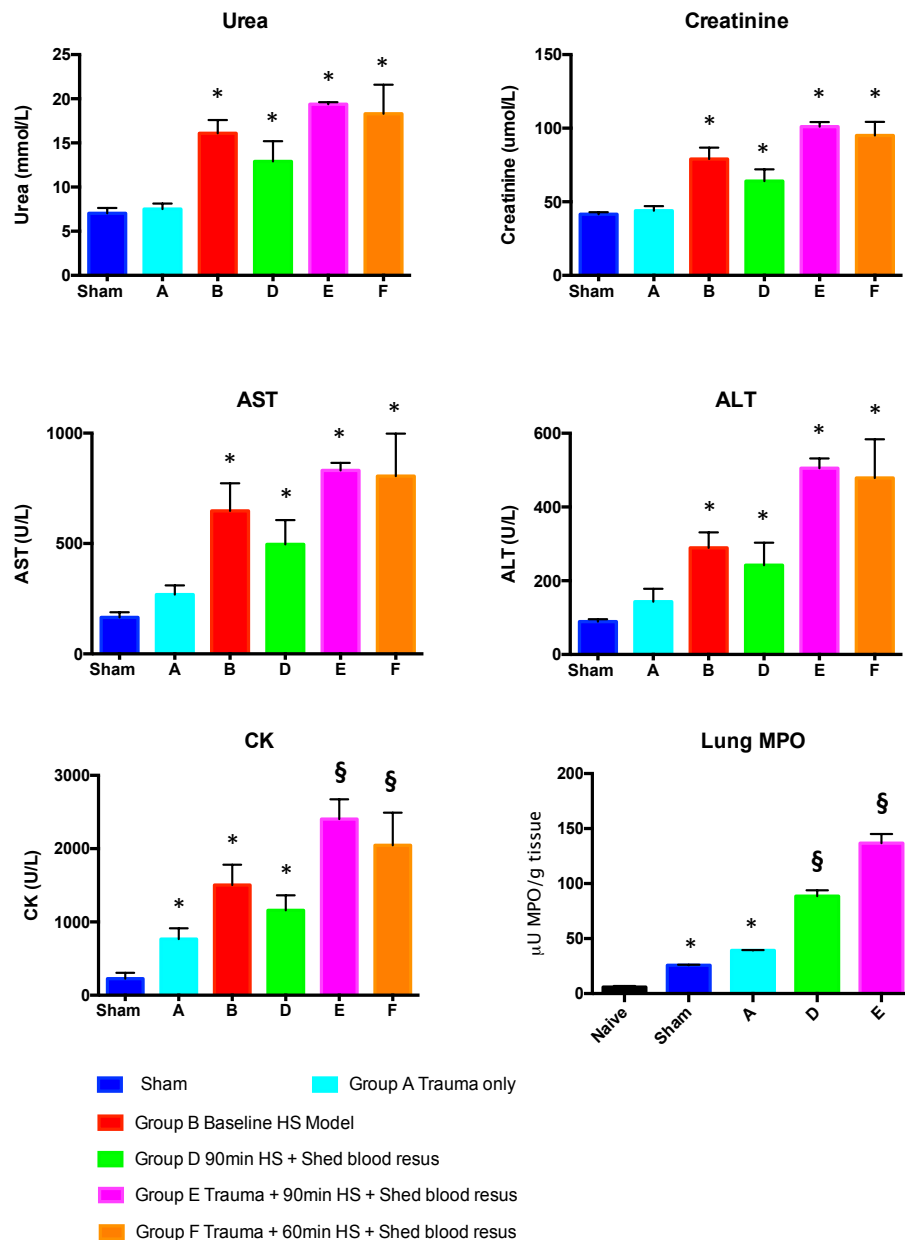 Urea
Urea (mmol/L)
25
20
15
10
5
0
* * * *
Sham A B D E F
Creatinine
Creatinine (umol/L)
150
100
50
0
* * * *
Sham A B D E F
AST
AST (U/L)
1000
500
0
* * * *
Sham A B D E F
ALT
ALT (U/L)
600
400
200
0
* * * *
Sham A B D E F
CK
CK (U/L)
3000
2000
1000
0
* * * § §
Sham A B D E F
Lung MPO
µU MPO/g tissue
200
150
100
50
0
* * § §
Naive Sham A D E
Sham
Group A Trauma only
Group B Baseline HS Model
Group D 90min HS + Shed blood resus
Group E Trauma + 90min HS + Shed blood resus
Group F Trauma + 60min HS + Shed blood resus